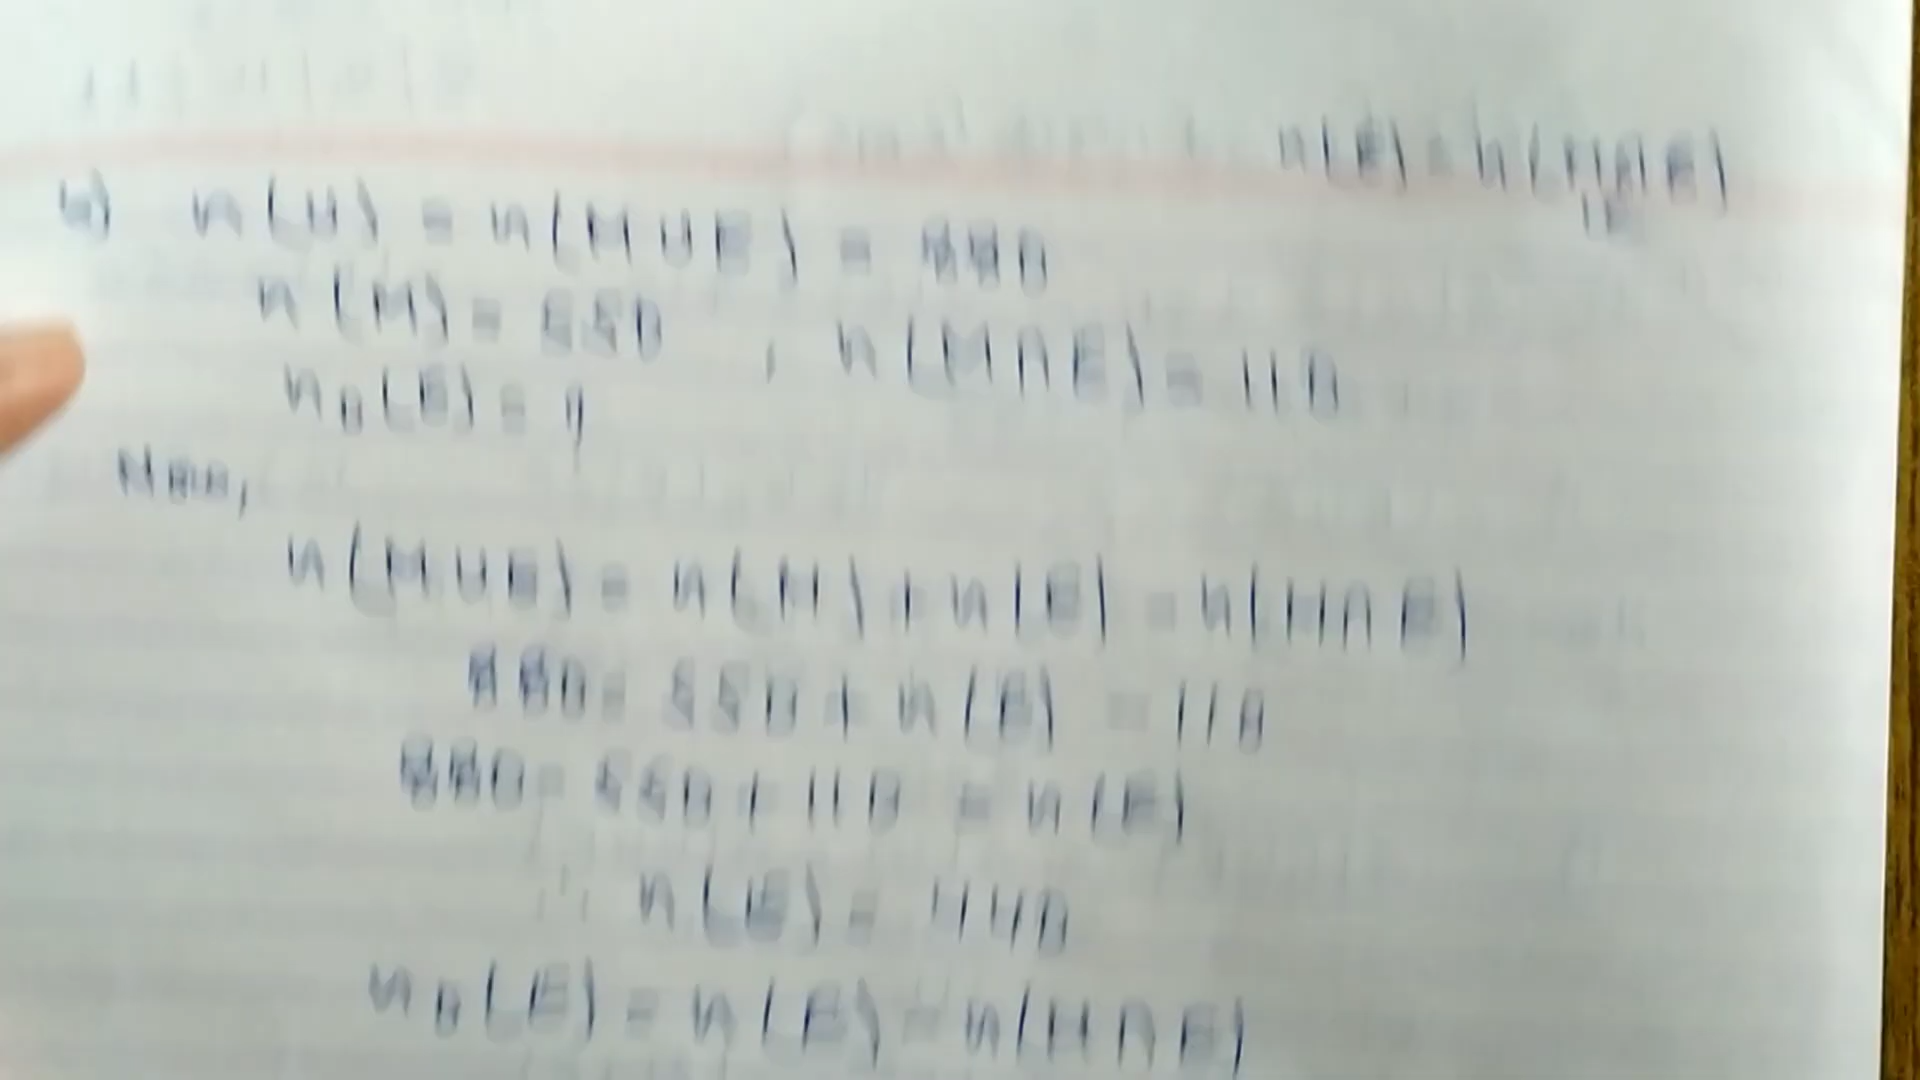 n(E) - n(M∩E)
b) n(U) = n(M∪E) = 880
n(M) = 550 , n(M∩E) = 110
n₀(E) = ?
Now,
n(M∪E) = n(M) + n(E) - n(M∩E)
880 = 550 + n(E) - 110
880 - 550 + 110 = n(E)
∴ n(E) = 440
n₀(E) = n(E) - n(M∩E)